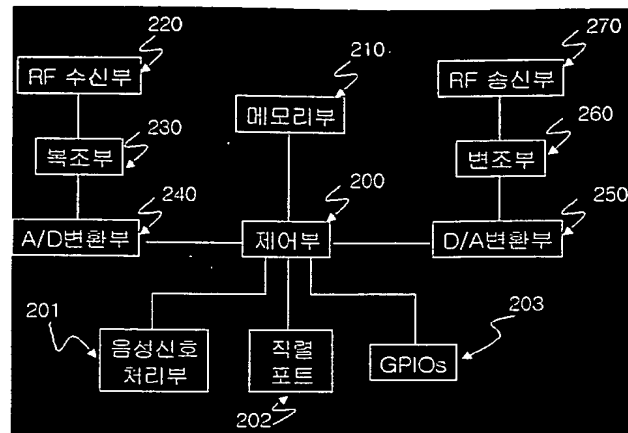 220
RF 수신부
210
메모리부
270
RF 송신부
230
복조부
260
변조부
240
A/D변환부
200
제어부
250
D/A변환부
201
음성신호
처리부
직렬
포트
202
203
GPIOs